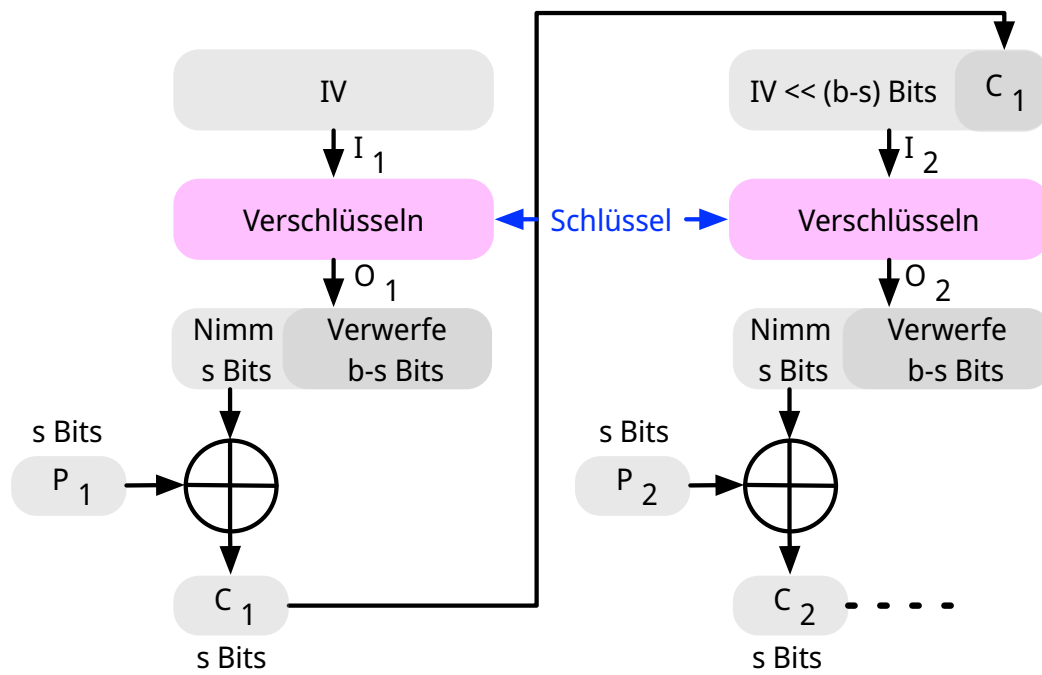 IV
IV << (b-s) Bits
C 1
I 1
I 2
Verschlüsseln
Schlüssel
Verschlüsseln
O 1
O 2
Nimm
s Bits
Verwerfe
b-s Bits
Nimm
s Bits
Verwerfe
b-s Bits
s Bits
P 1
s Bits
P 2
C 1
s Bits
C 2
s Bits